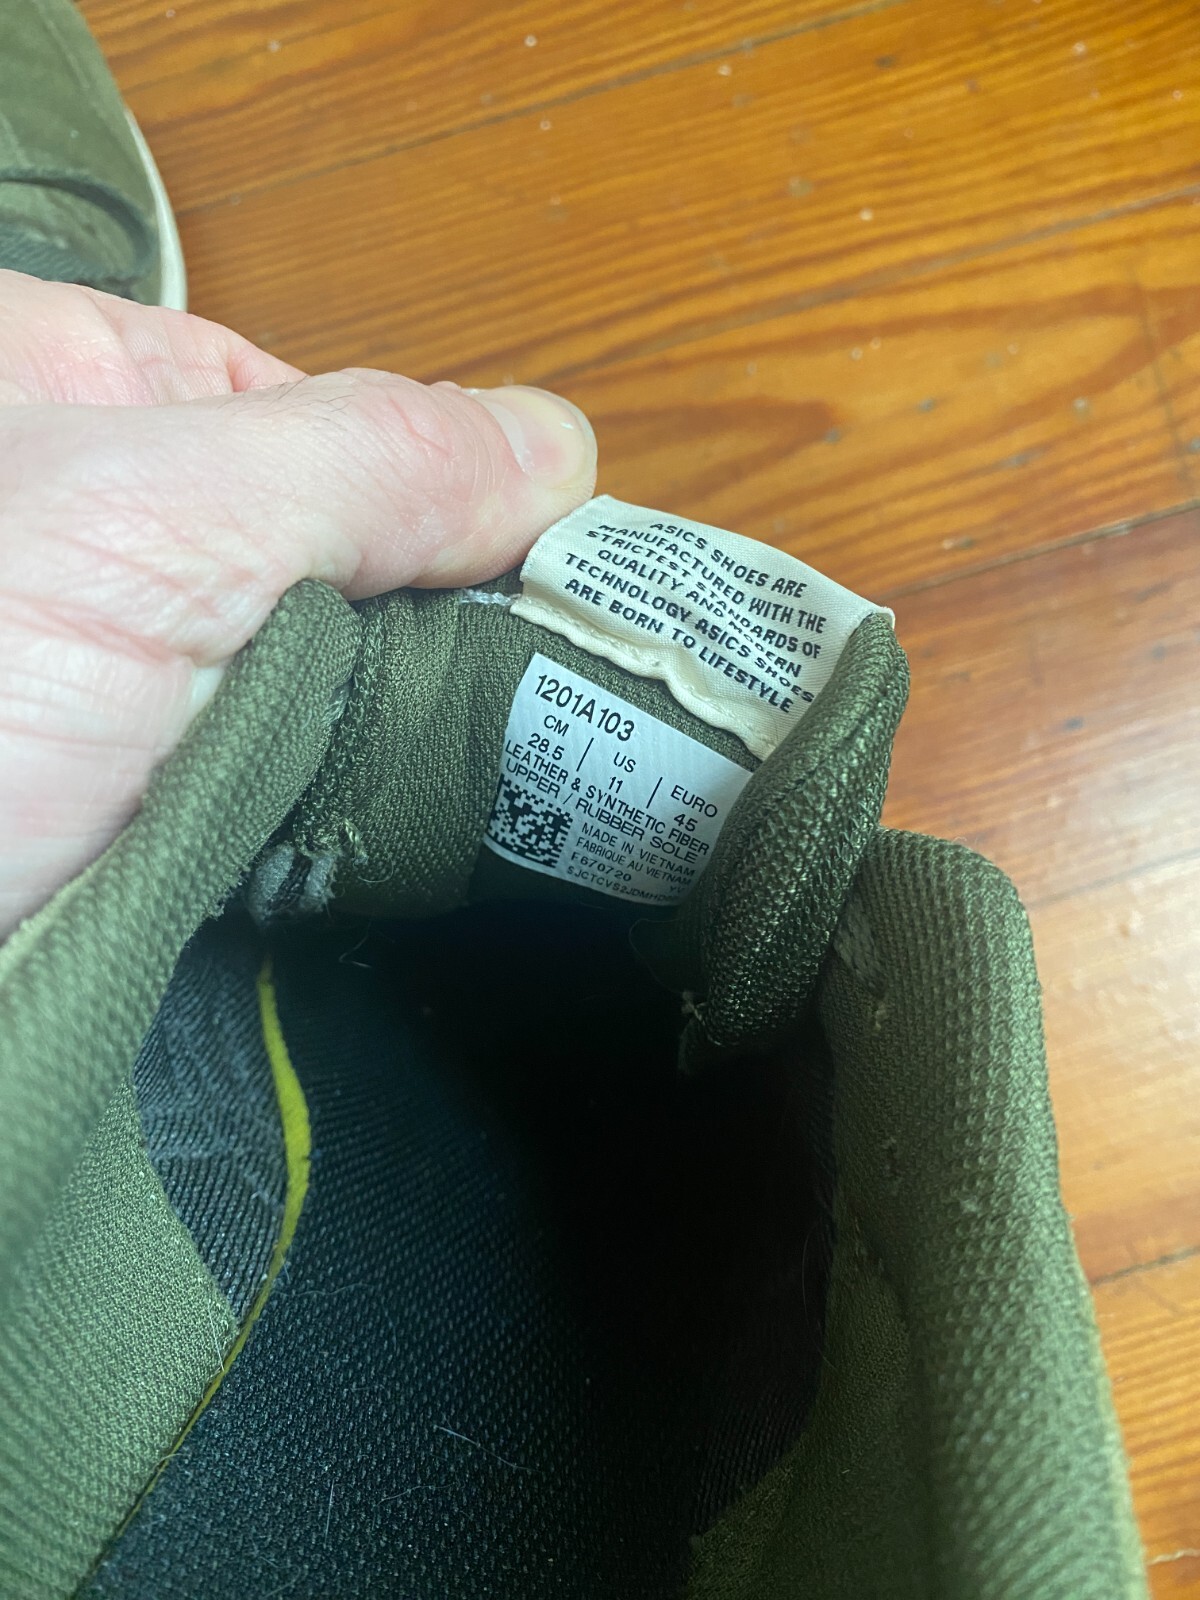 ASICS SHOES ARE
MANUFACTURED WITH THE
STRICTEST STANDARDS OF
QUALITY AND MODERN
TECHNOLOGY ASICS SHOES
ARE BORN TO LIFESTYLE
1201A103
CM | US | EURO
28.5 | 11 | 45
LEATHER & SYNTHETIC FIBER
UPPER / RUBBER SOLE
MADE IN VIETNAM
FABRIQUE AU VIETNAM
F670720 YV